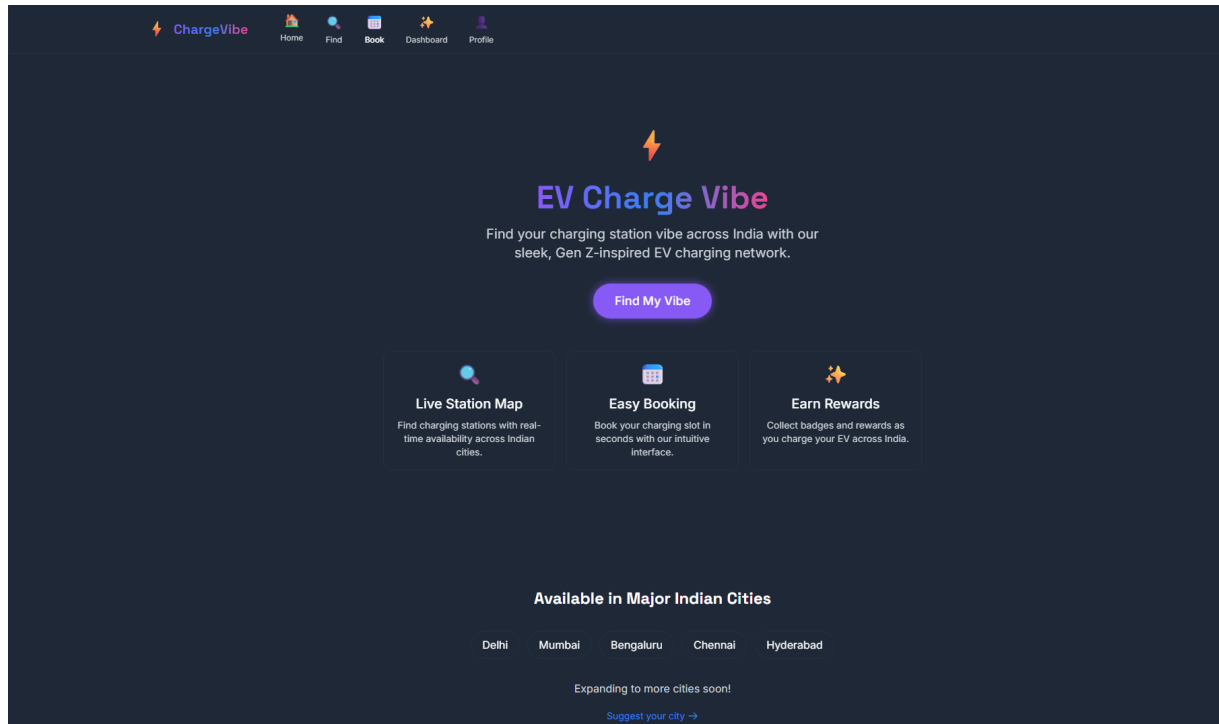 ChargeVibe
Home
Find
Book
Dashboard
Profile
EV Charge Vibe
Find your charging station vibe across India with our
sleek, Gen Z-inspired EV charging network.
Find My Vibe
Live Station Map
Find charging stations with real-
time availability across Indian
cities.
Easy Booking
Book your charging slot in
seconds with our intuitive
interface.
Earn Rewards
Collect badges and rewards as
you charge your EV across India.
Available in Major Indian Cities
Delhi
Mumbai
Bengaluru
Chennai
Hyderabad
Expanding to more cities soon!
Suggest your city →